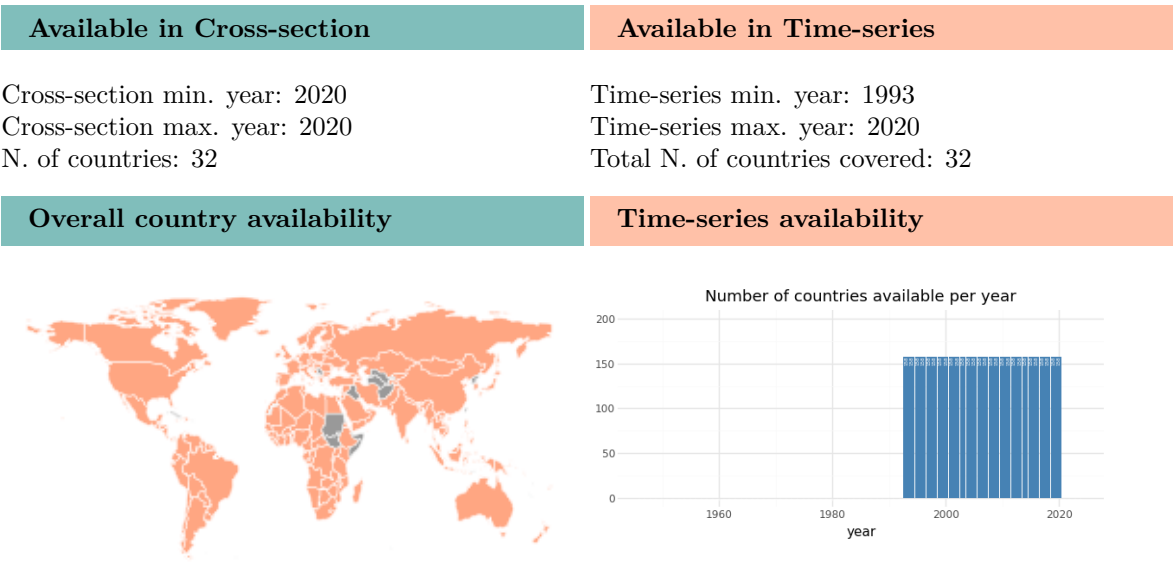 Available in Cross-section
Available in Time-series
Cross-section min. year: 2020
Cross-section max. year: 2020
N. of countries: 32
Time-series min. year: 1993
Time-series max. year: 2020
Total N. of countries covered: 32
Overall country availability
Time-series availability
Number of countries available per year
200
150
100
50
0
1960
1980
2000
2020
year